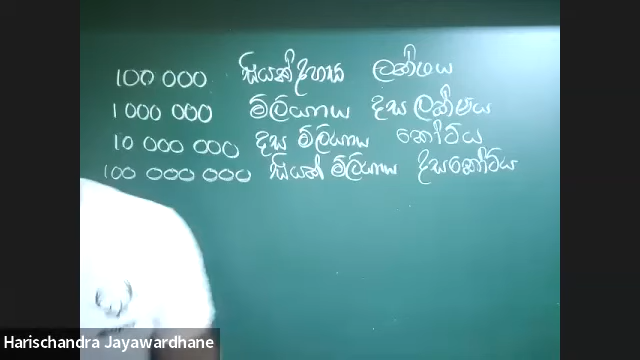 100 000 සියක් දහස ලක්ෂය
1 000 000 මිලියනය දස ලක්ෂය
10 000 000 දස මිලියනය කෝටිය
100 000 000 සියක් මිලියනය දසකෝටිය
Harischandra Jayawardhane